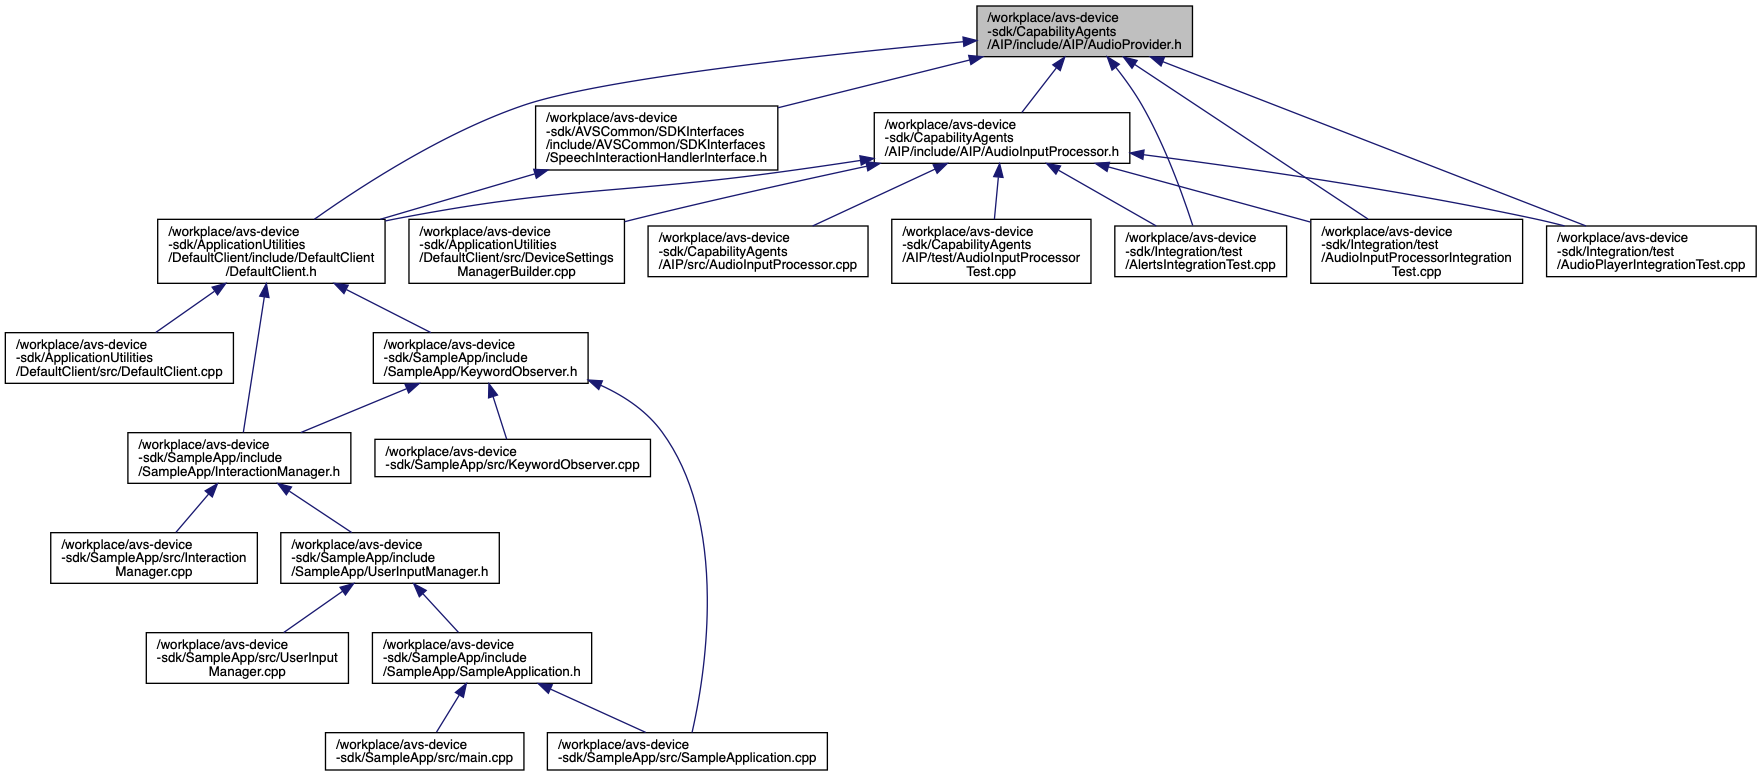 /workplace/avs-device
-sdk/CapabilityAgents
/AIP/include/AIP/AudioProvider.h
/workplace/avs-device
-sdk/AVSCommon/SDKInterfaces
/include/AVSCommon/SDKInterfaces
/SpeechInteractionHandlerInterface.h
/workplace/avs-device
-sdk/CapabilityAgents
/AIP/include/AIP/AudioInputProcessor.h
/workplace/avs-device
-sdk/ApplicationUtilities
/DefaultClient/include/DefaultClient
/DefaultClient.h
/workplace/avs-device
-sdk/ApplicationUtilities
/DefaultClient/src/DeviceSettings
ManagerBuilder.cpp
/workplace/avs-device
-sdk/CapabilityAgents
/AIP/src/AudioInputProcessor.cpp
/workplace/avs-device
-sdk/CapabilityAgents
/AIP/test/AudioInputProcessor
Test.cpp
/workplace/avs-device
-sdk/Integration/test
/AlertsIntegrationTest.cpp
/workplace/avs-device
-sdk/Integration/test
/AudioInputProcessorIntegration
Test.cpp
/workplace/avs-device
-sdk/Integration/test
/AudioPlayerIntegrationTest.cpp
/workplace/avs-device
-sdk/ApplicationUtilities
/DefaultClient/src/DefaultClient.cpp
/workplace/avs-device
-sdk/SampleApp/include
/SampleApp/KeywordObserver.h
/workplace/avs-device
-sdk/SampleApp/include
/SampleApp/InteractionManager.h
/workplace/avs-device
-sdk/SampleApp/src/KeywordObserver.cpp
/workplace/avs-device
-sdk/SampleApp/src/Interaction
Manager.cpp
/workplace/avs-device
-sdk/SampleApp/include
/SampleApp/UserInputManager.h
/workplace/avs-device
-sdk/SampleApp/src/UserInput
Manager.cpp
/workplace/avs-device
-sdk/SampleApp/include
/SampleApp/SampleApplication.h
/workplace/avs-device
-sdk/SampleApp/src/main.cpp
/workplace/avs-device
-sdk/SampleApp/src/SampleApplication.cpp